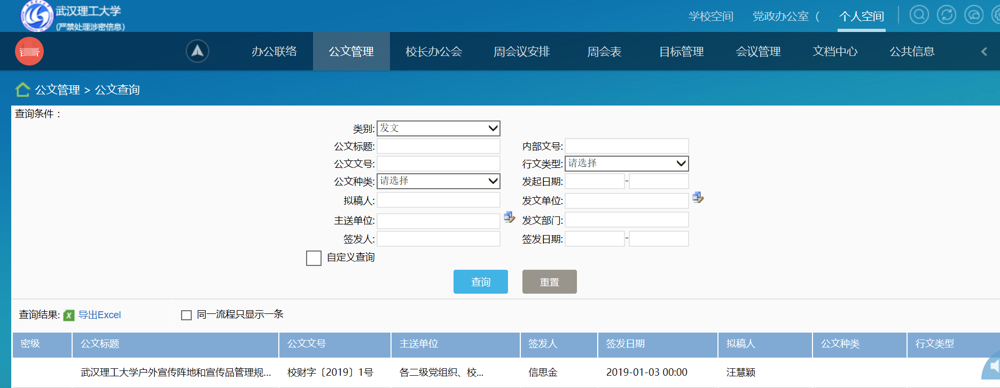 武汉理工大学
(严禁处理涉密信息)
学校空间 党政办公室（ 个人空间
办公联络 公文管理 校长办公会 周会议安排 周会表 目标管理 会议管理 文档中心 公共信息
公文管理 > 公文查询
查询条件：
类别: 发文
公文标题: 内部文号:
公文文号: 行文类型: 请选择
公文种类: 请选择 发起日期: -
拟稿人: 发文单位:
主送单位: 发文部门:
签发人: 签发日期: -
自定义查询
查询 重置
查询结果: 导出Excel 同一流程只显示一条
密级 公文标题 公文文号 主送单位 签发人 签发日期 拟稿人 公文种类 行文类型
武汉理工大学户外宣传阵地和宣传品管理规... 校财字〔2019〕1号 各二级党组织、校... 信思金 2019-01-03 00:00 汪慧颖